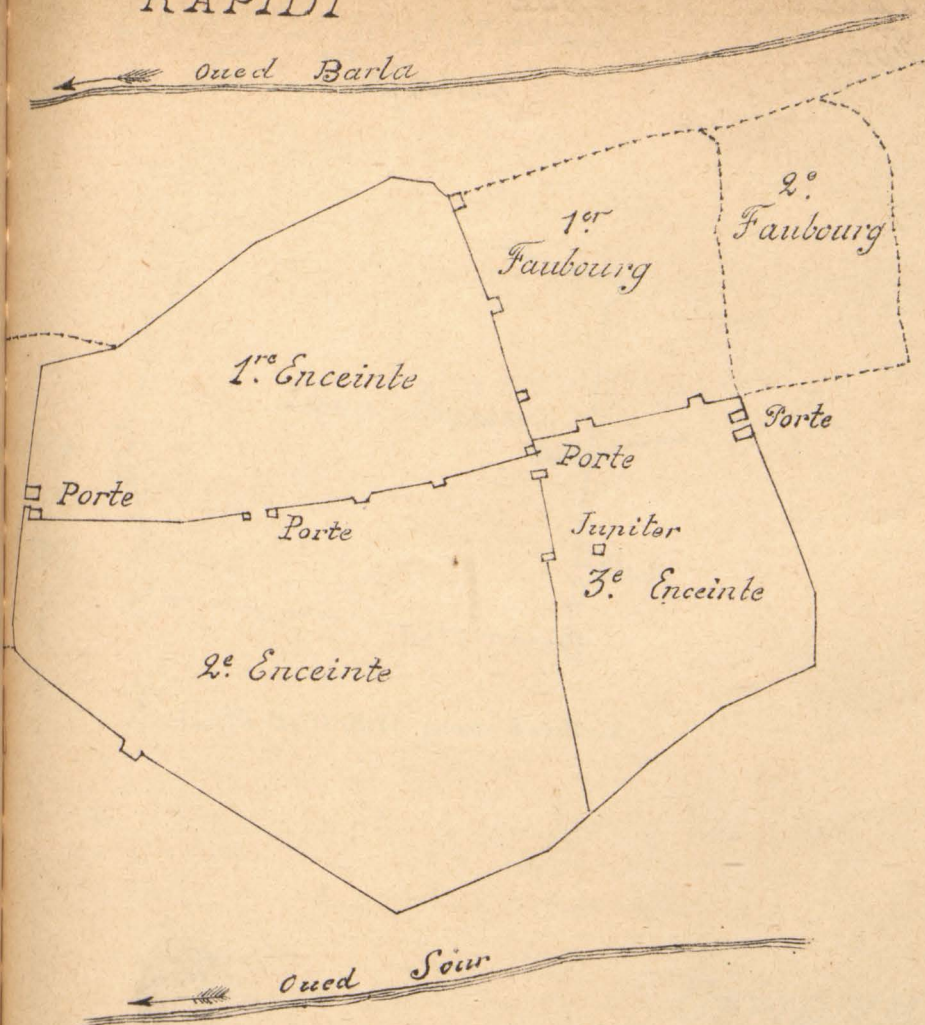 RAPIDI
Oued Barla
1er
Faubourg
2e
Faubourg
1re Enceinte
Porte
Porte
Porte
Porte
Jupiter
3e Enceinte
2e Enceinte
Oued Sour